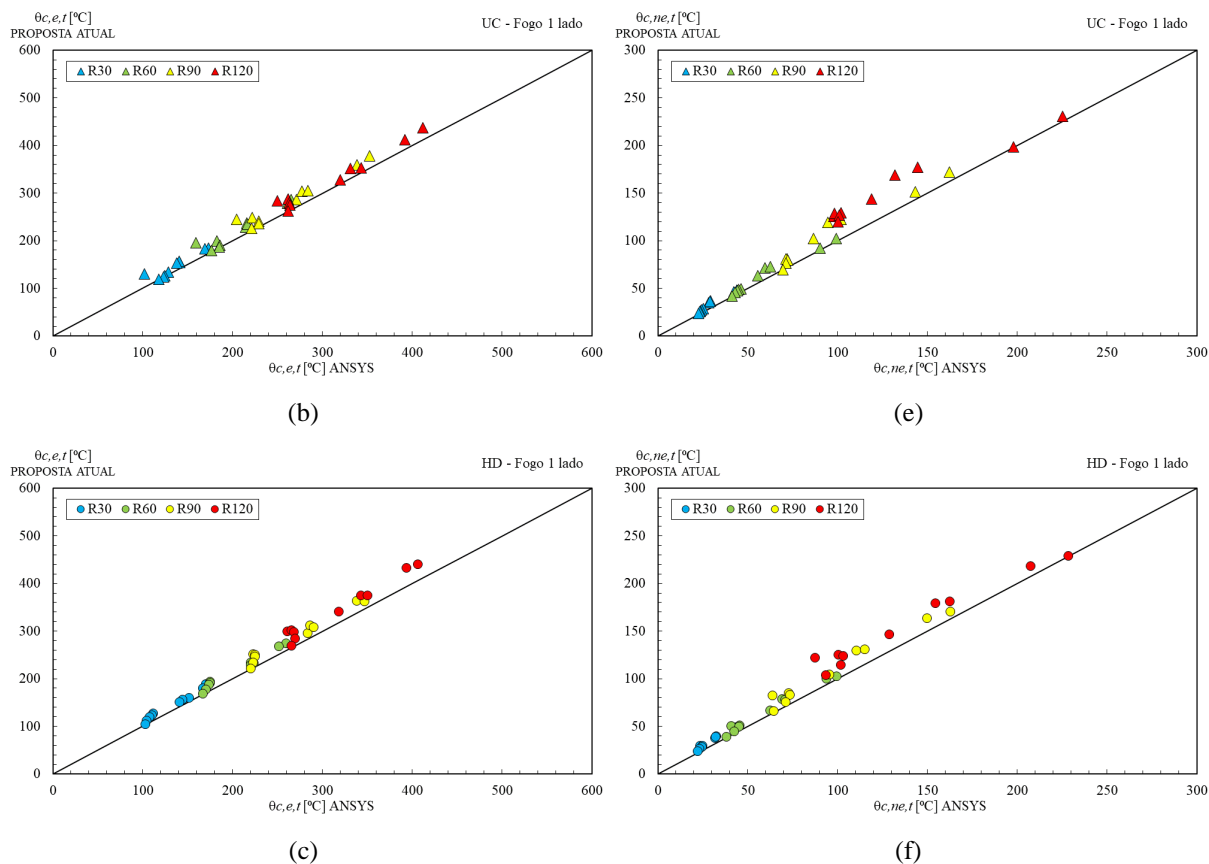 θc,e,t [ºC]
PROPOSTA ATUAL
UC - Fogo 1 lado
R30 R60 R90 R120
600
500
400
300
200
100
0
0 100 200 300 400 500 600
θc,e,t [ºC] ANSYS
(b)
θc,ne,t [ºC]
PROPOSTA ATUAL
UC - Fogo 1 lado
R30 R60 R90 R120
300
250
200
150
100
50
0
0 50 100 150 200 250 300
θc,ne,t [ºC] ANSYS
(e)
θc,e,t [ºC]
PROPOSTA ATUAL
HD - Fogo 1 lado
R30 R60 R90 R120
600
500
400
300
200
100
0
0 100 200 300 400 500 600
θc,e,t [ºC] ANSYS
(c)
θc,ne,t [ºC]
PROPOSTA ATUAL
HD - Fogo 1 lado
R30 R60 R90 R120
300
250
200
150
100
50
0
0 50 100 150 200 250 300
θc,ne,t [ºC] ANSYS
(f)